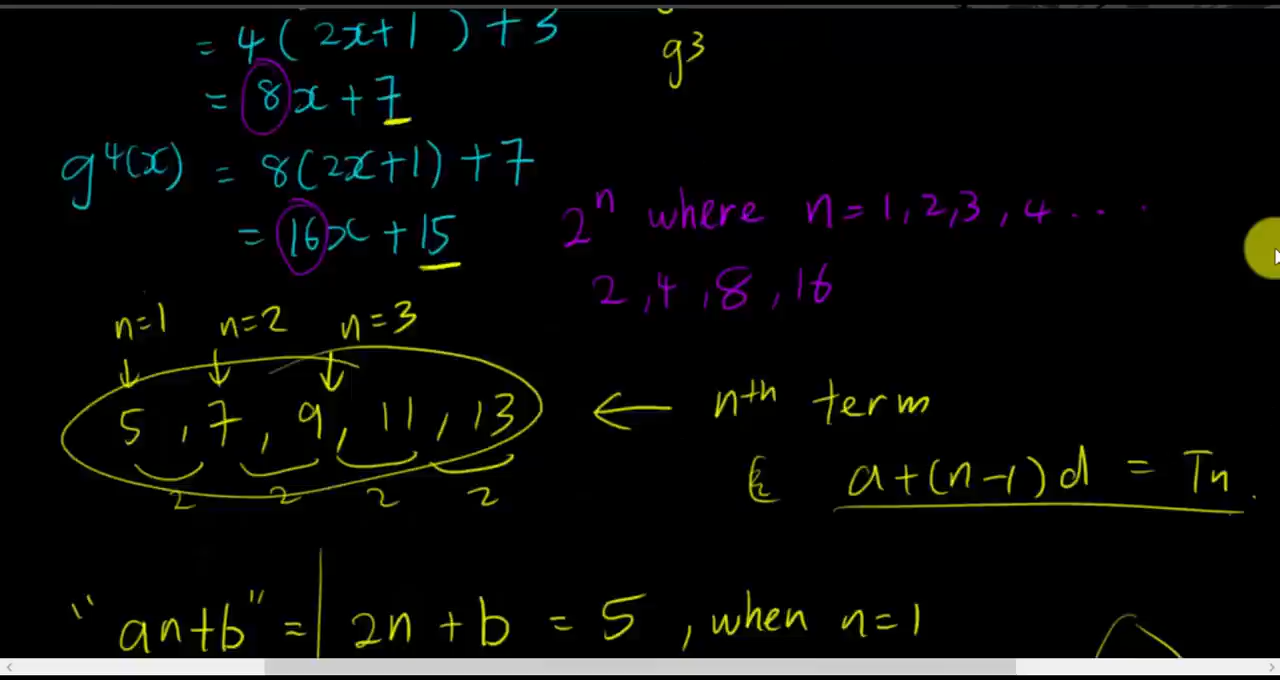 = 4(2x+1)+3
g3
= 8x+7
g⁴(x) = 8(2x+1)+7
= 16x+15
2ⁿ where n=1,2,3,4.....
2,4,8,16
n=1 n=2 n=3
5,7,9,11,13
2 2 2 2
← nth term
a+(n-1)d = Tn.
"an+b" = | 2n+b = 5, when n=1